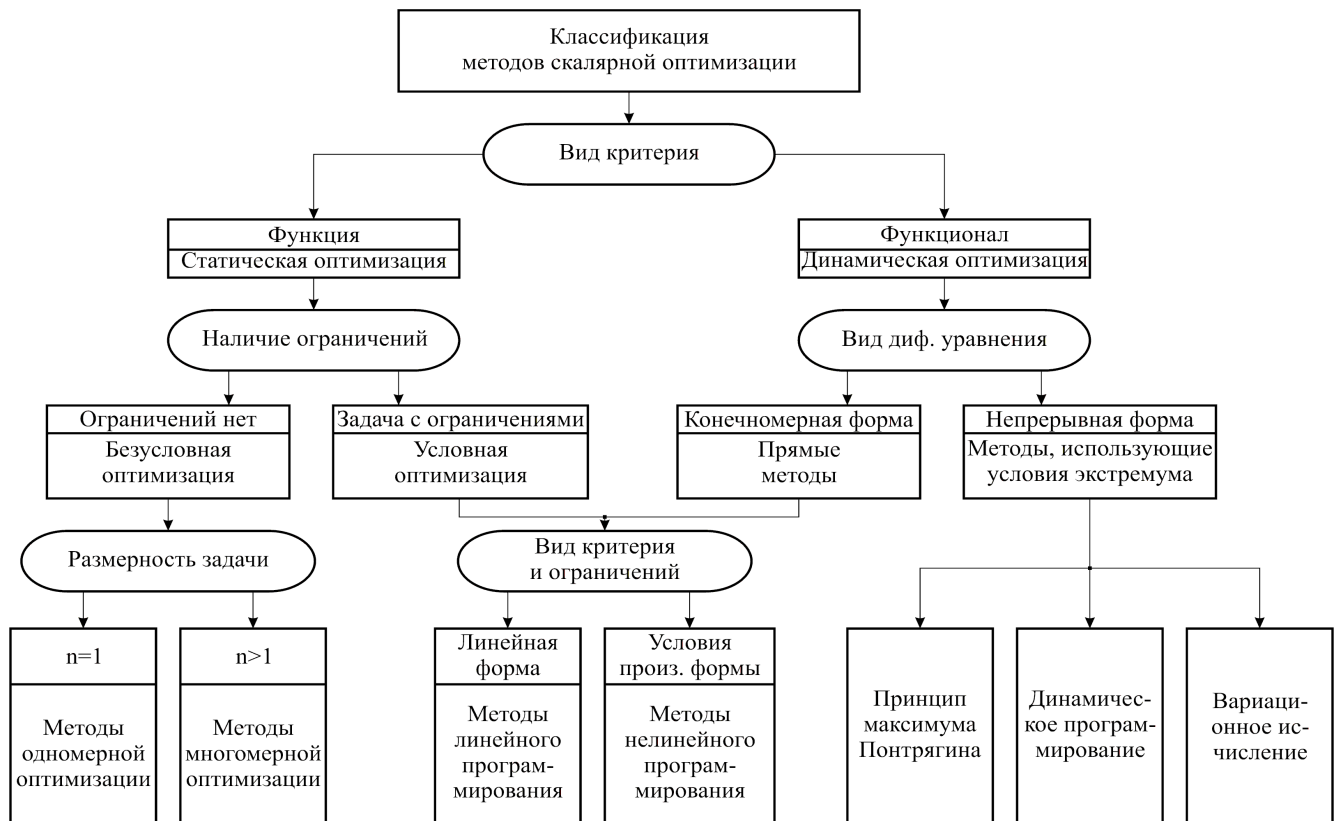 Классификация
методов скалярной оптимизации
Вид критерия
Функция
Статическая оптимизация
Функционал
Динамическая оптимизация
Наличие ограничений
Вид диф. уравнения
Ограничений нет
Безусловная
оптимизация
Задача с ограничениями
Условная
оптимизация
Конечномерная форма
Прямые
методы
Непрерывная форма
Методы, использующие
условия экстремума
Размерность задачи
Вид критерия
и ограничений
n=1
Методы
одномерной
оптимизации
n>1
Методы
многомерной
оптимизации
Линейная
форма
Методы
линейного
програм-
мирования
Условия
произ. формы
Методы
нелинейного
програм-
мирования
Принцип
максимума
Понтрягина
Динамичес-
кое програм-
мирование
Вариаци-
онное ис-
числение